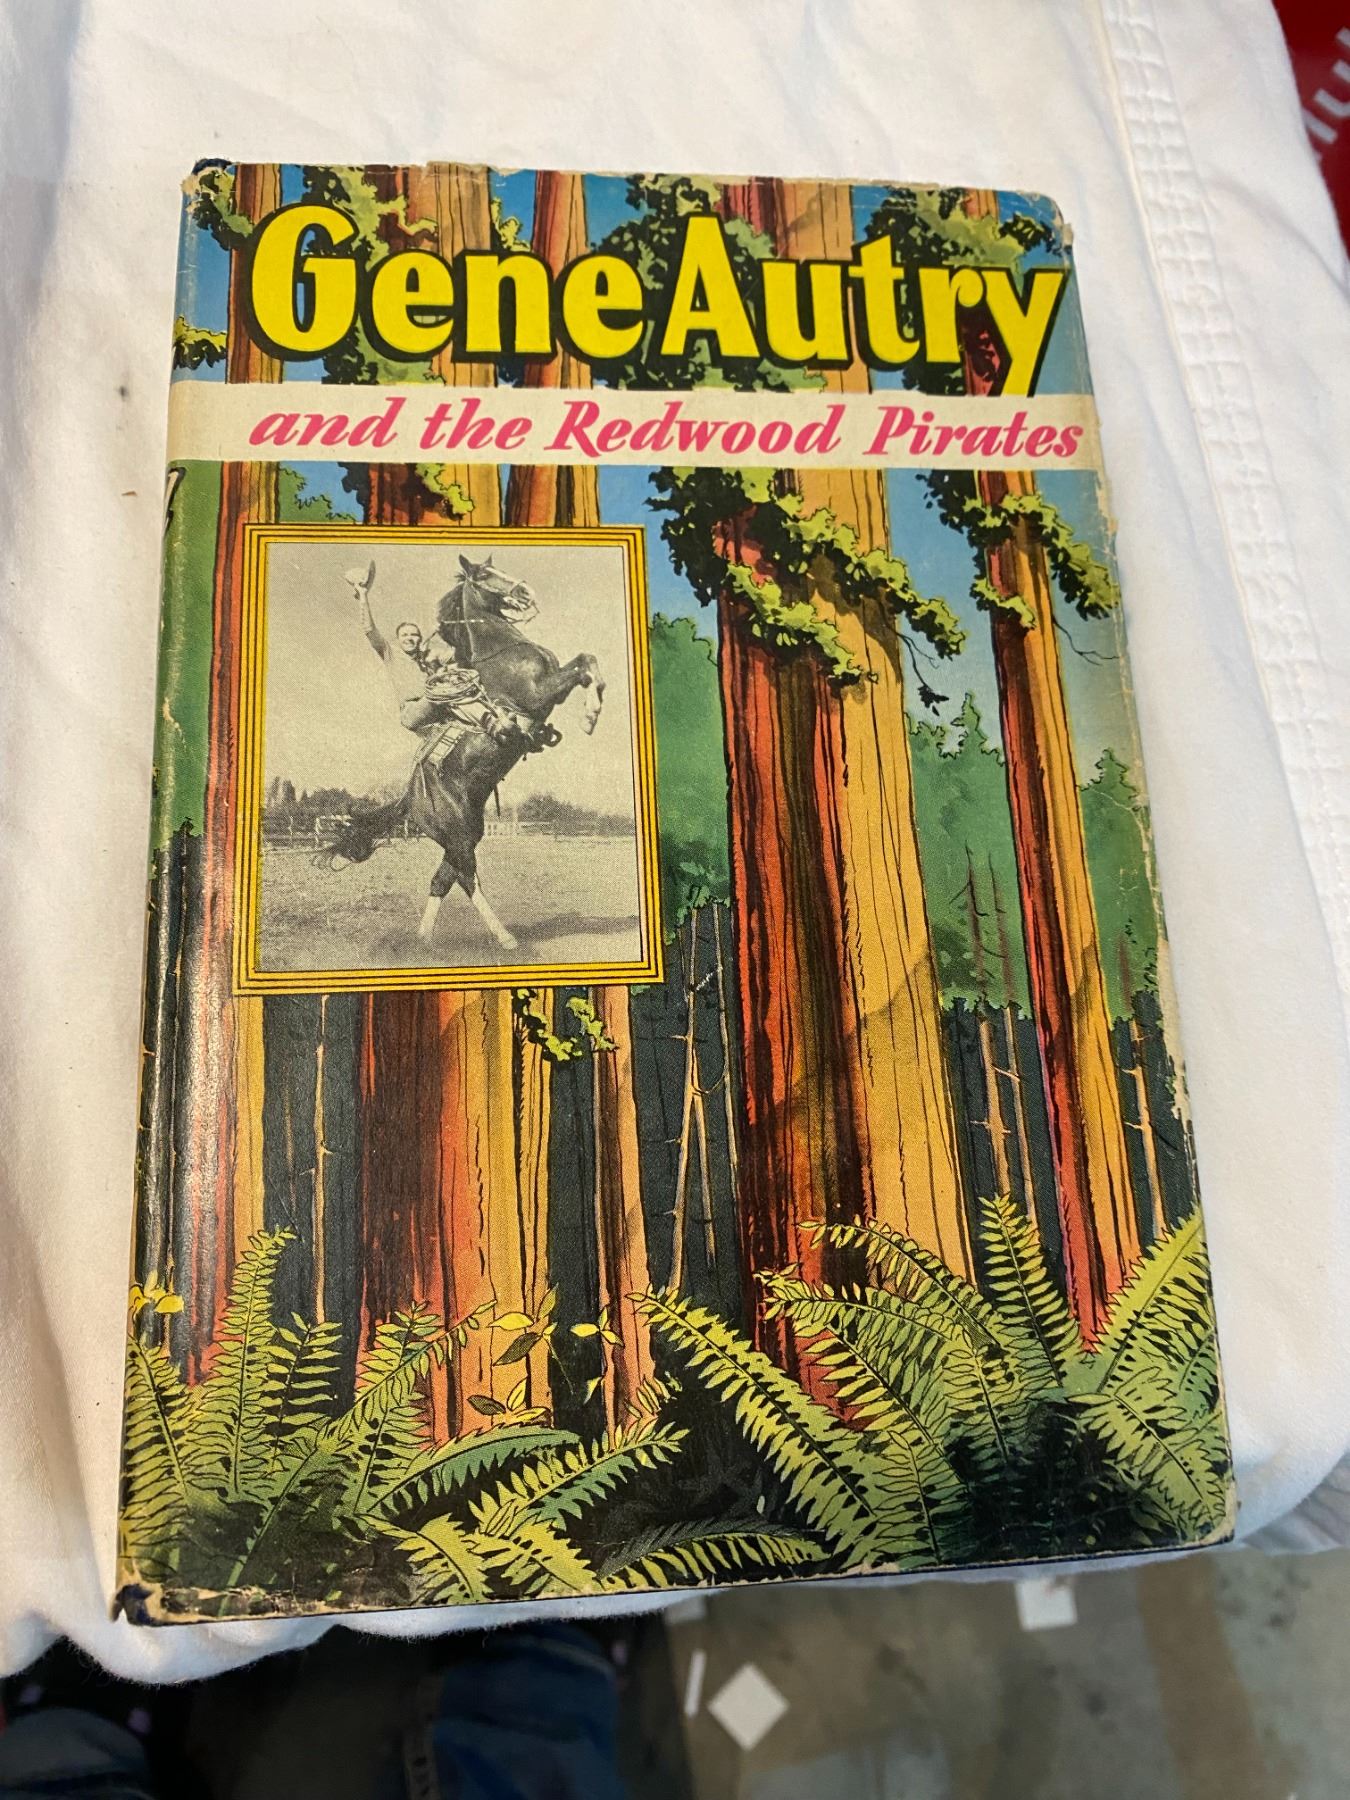 Gene Autry
and the Redwood Pirates